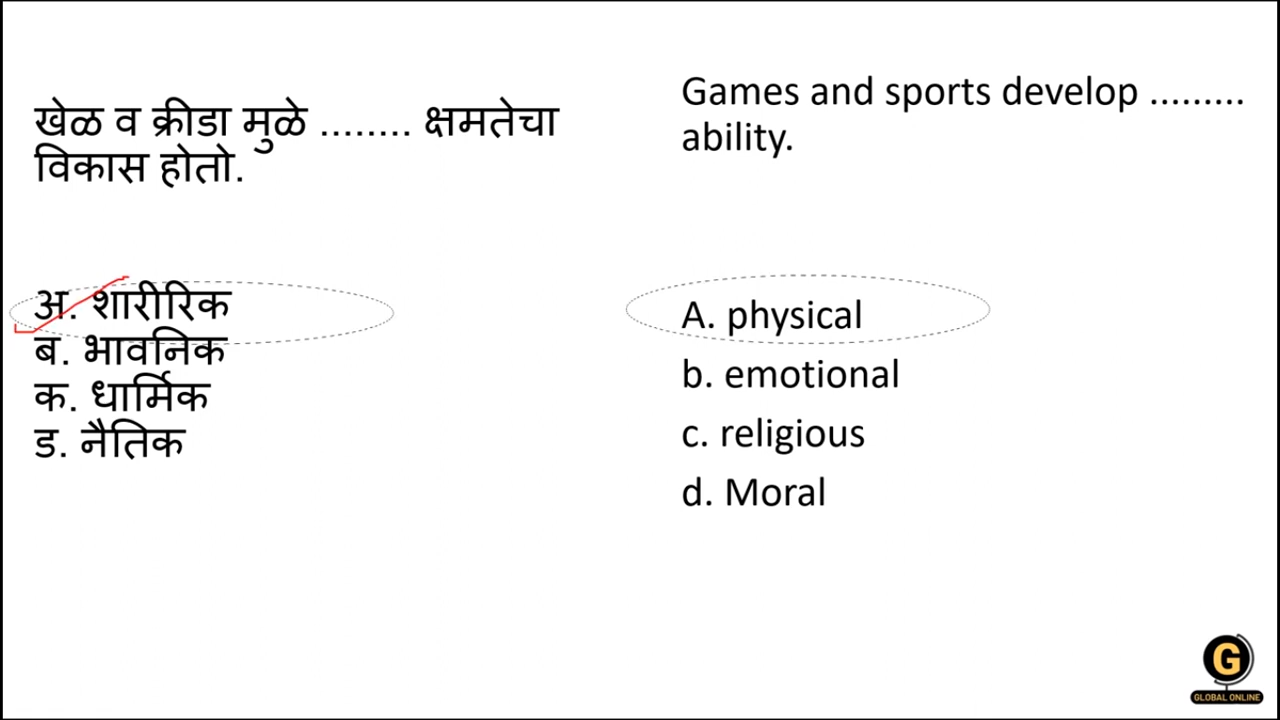 खेळ व क्रीडा मुळे ........ क्षमतेचा
विकास होतो.
अ. शारीरिक
ब. भावनिक
क. धार्मिक
ड. नैतिक
Games and sports develop .........
ability.
A. physical
b. emotional
c. religious
d. Moral
G
GLOBAL ONLINE